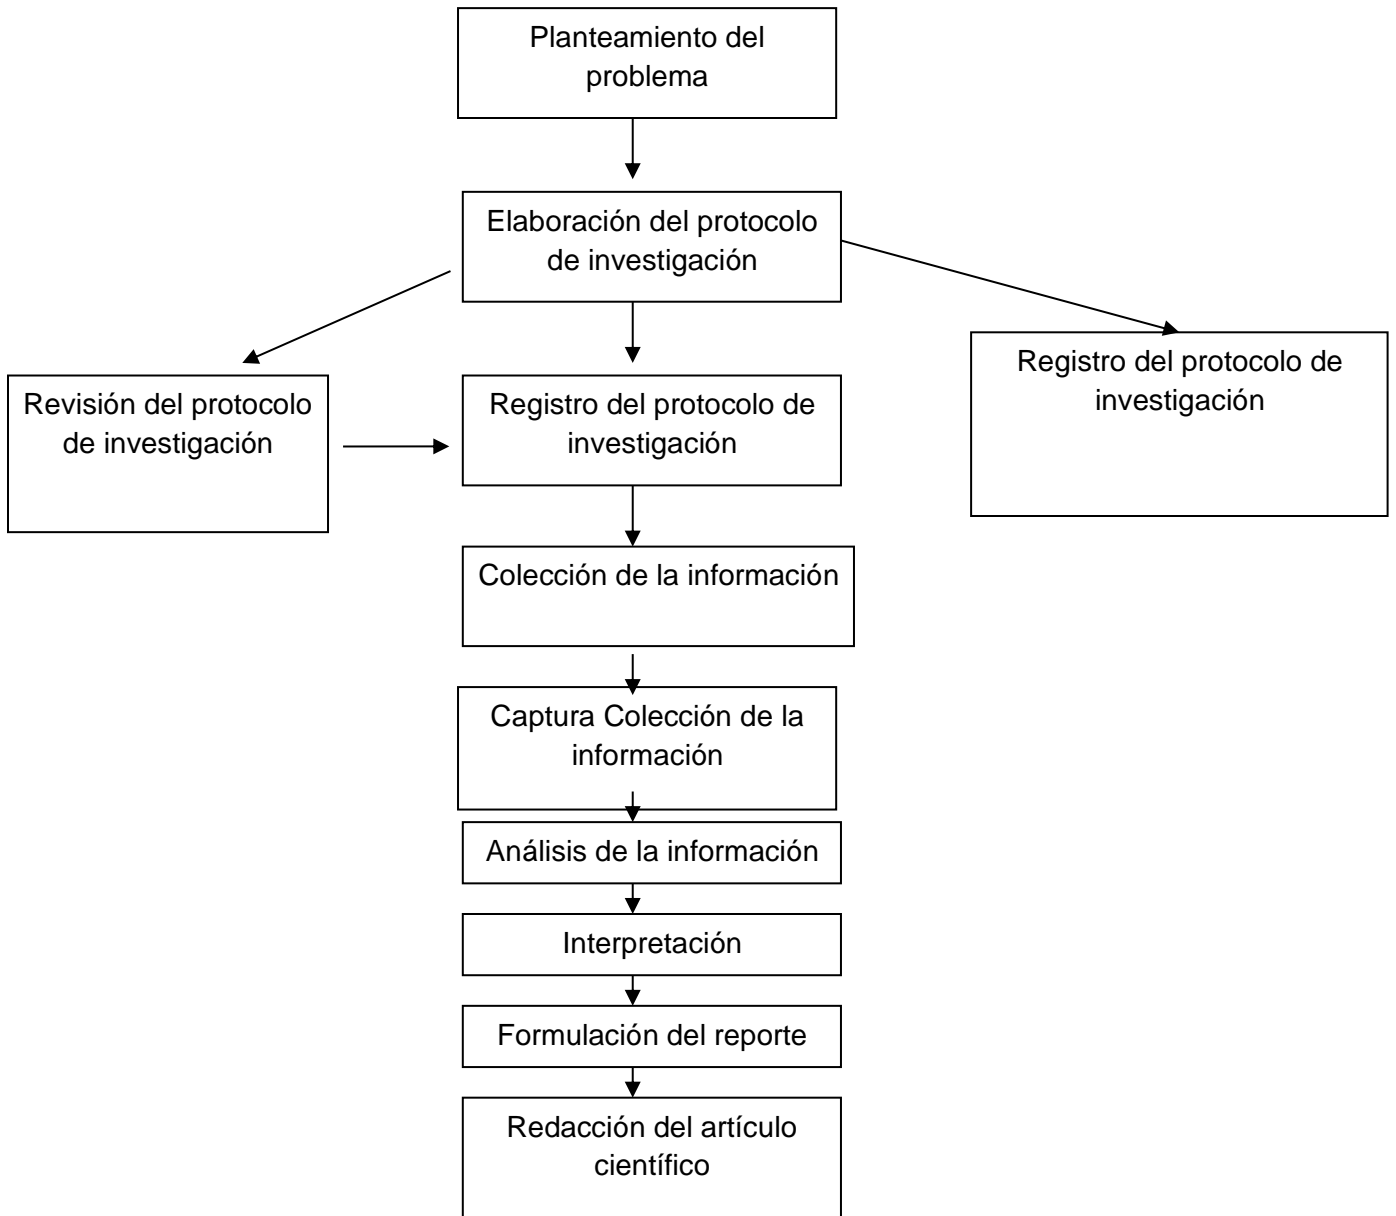 Planteamiento del
problema
Elaboración del protocolo
de investigación
Revisión del protocolo
de investigación
Registro del protocolo de
investigación
Registro del protocolo de
investigación
Colección de la información
Captura Colección de la
información
Análisis de la información
Interpretación
Formulación del reporte
Redacción del artículo
científico